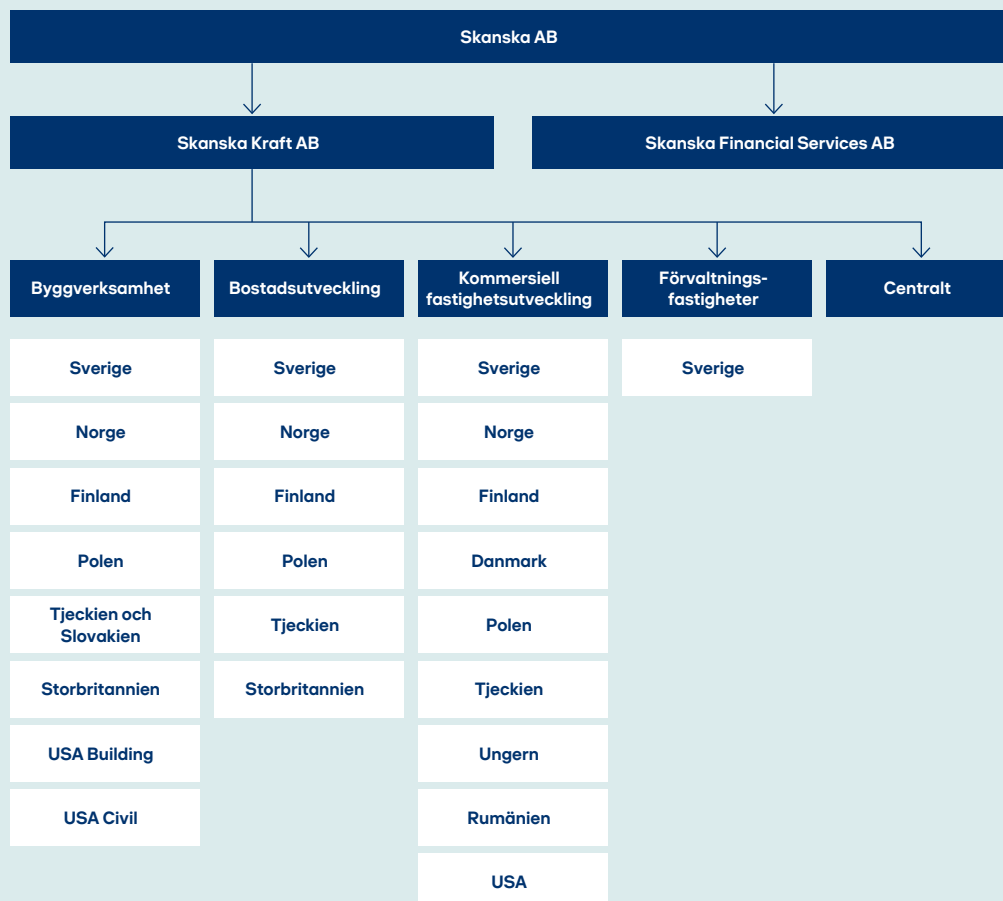 Skanska AB
Skanska Kraft AB
Skanska Financial Services AB
Byggverksamhet
Bostadsutveckling
Kommersiell
fastighetsutveckling
Förvaltnings-
fastigheter
Centralt
Sverige
Norge
Finland
Polen
Tjeckien och
Slovakien
Storbritannien
USA Building
USA Civil
Sverige
Norge
Finland
Polen
Tjeckien
Storbritannien
Sverige
Norge
Finland
Danmark
Polen
Tjeckien
Ungern
Rumänien
USA
Sverige